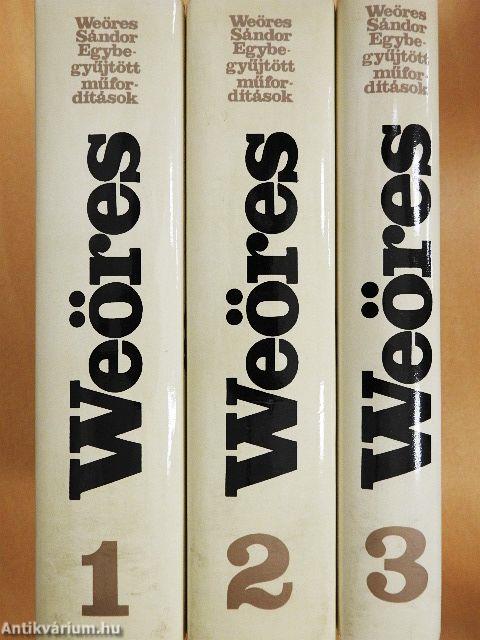 Weöres
Sándor
Egybe-
gyűjtött
műfor-
dítások
Weöres
1
Weöres
Sándor
Egybe-
gyűjtött
műfor-
dítások
Weöres
2
Weöres
Sándor
Egybe-
gyűjtött
műfor-
dítások
Weöres
3
Antikvárium.hu